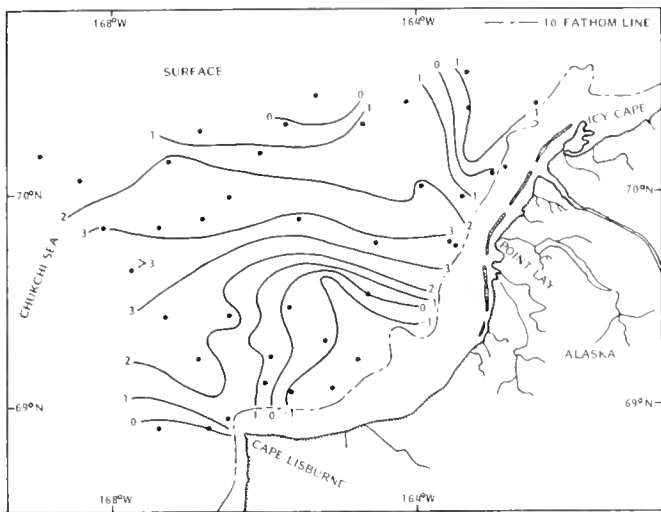 168°W
164°W
10 FATHOM LINE
SURFACE
0
1
1
0
1
0
1
1
ICY CAPE
70°N
70°N
1
2
2
3
3
CHUKCHI SEA
>3
3
3
2
1
0
-1
POINT LAY
ALASKA
2
1
0
69°N
69°N
1
0
-1
CAPE LISBURNE
168°W
164°W